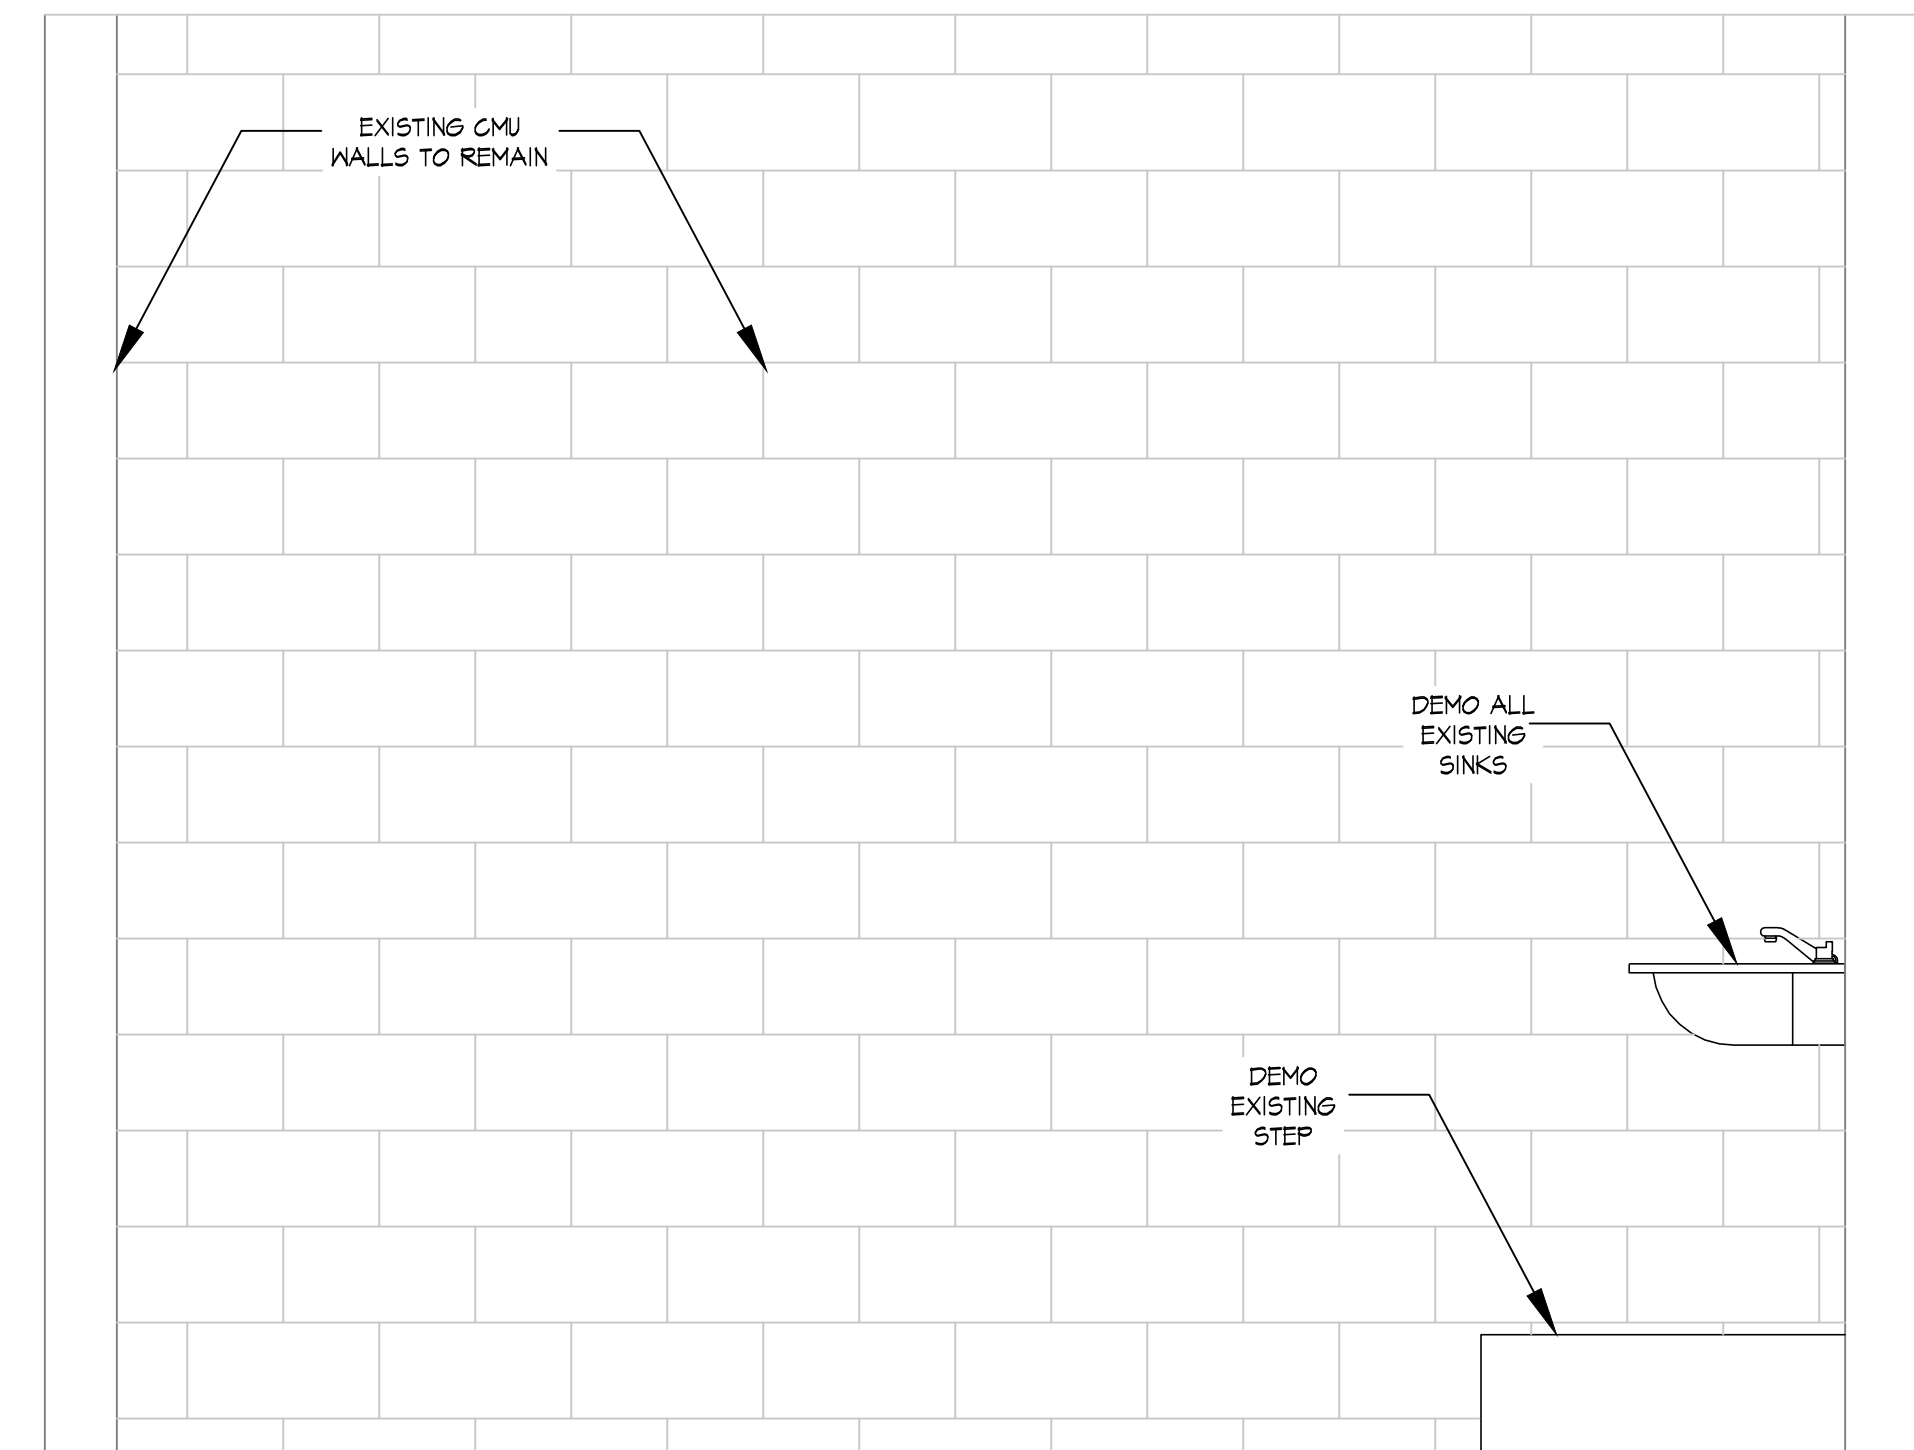 EXISTING CMU
WALLS TO REMAIN
DEMO ALL
EXISTING
SINKS
DEMO
EXISTING
STEP